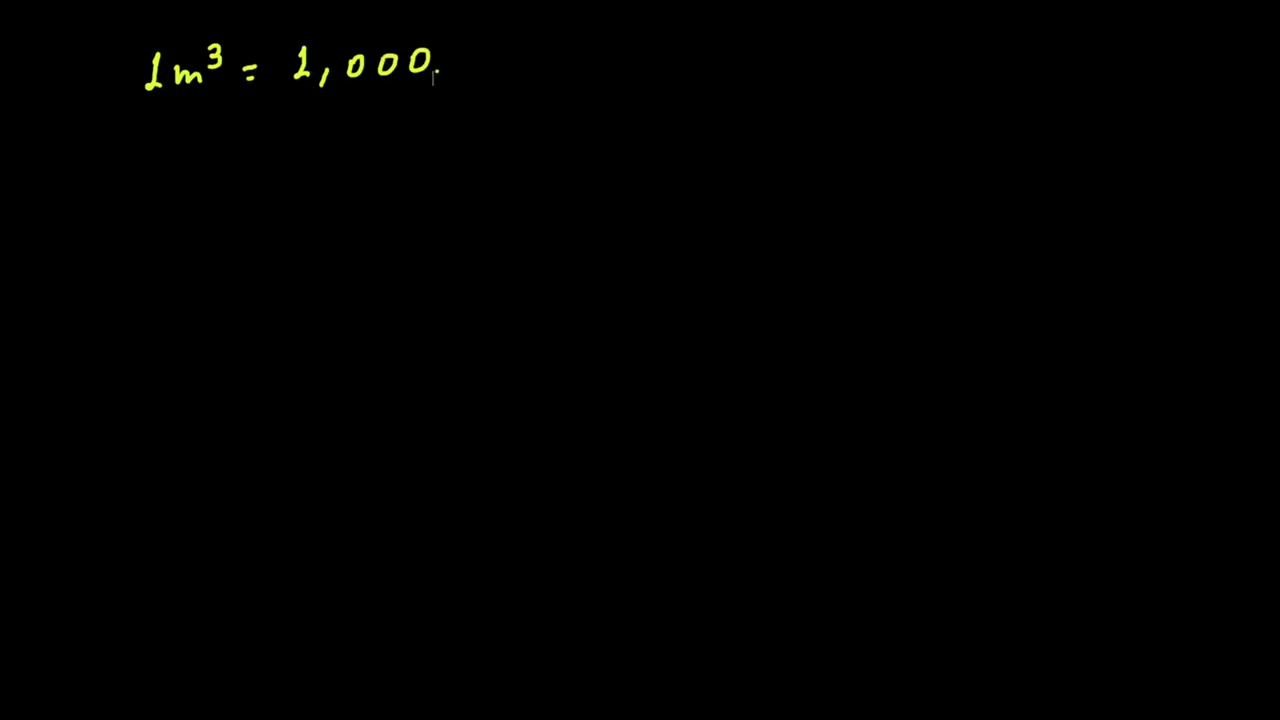 1m³ = 1,000.